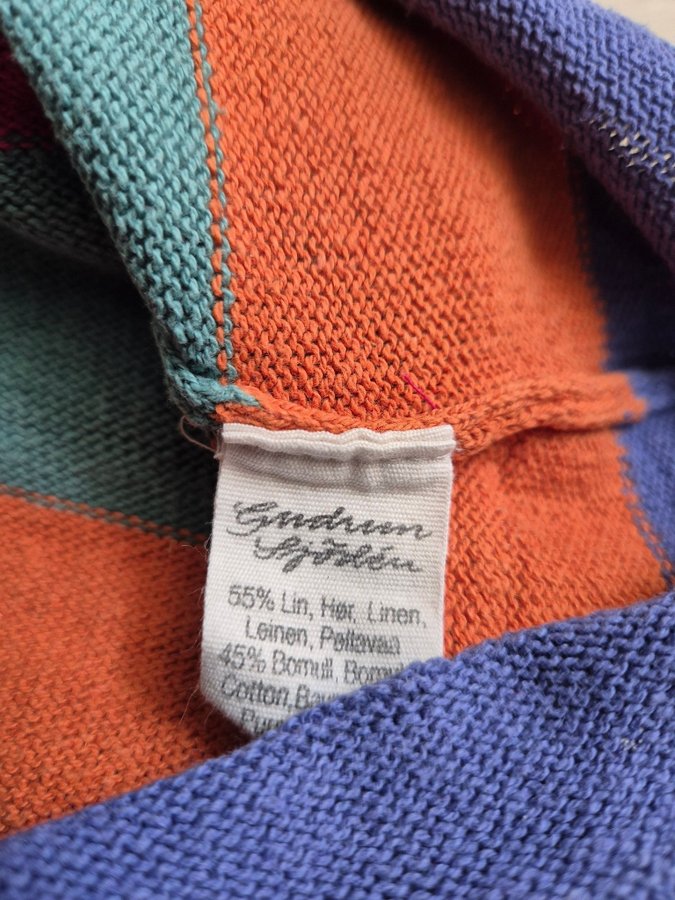 Gudrun
Sjödén
55% Lin, Hør, Linen,
Leinen, Pellavaa
45% Bomull,
Cotton,